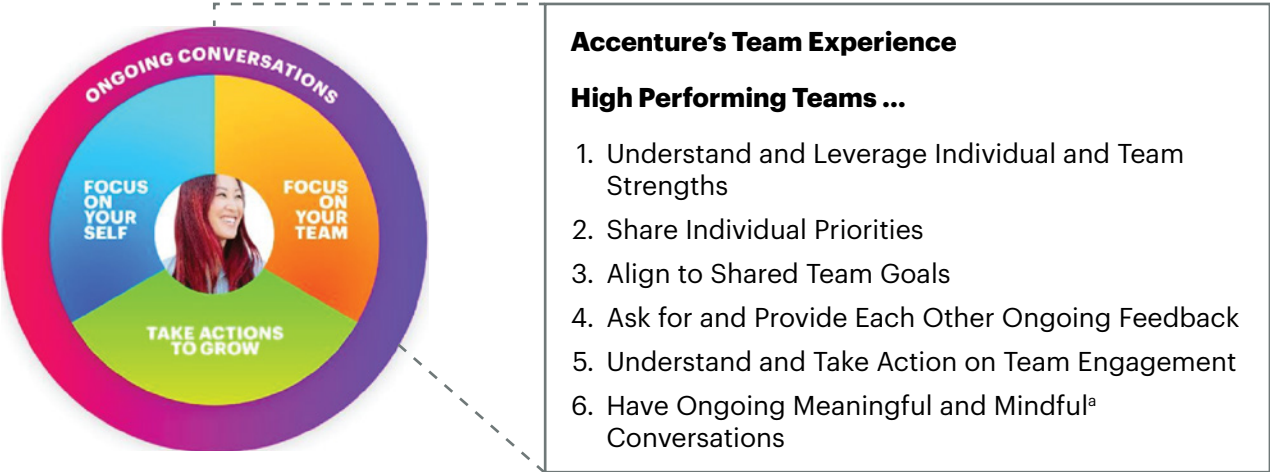 ONGOING CONVERSATIONS
FOCUS
ON
YOUR
SELF
FOCUS
ON
YOUR
TEAM
TAKE ACTIONS
TO GROW
Accenture’s Team Experience
High Performing Teams ...
1. Understand and Leverage Individual and Team
Strengths
2. Share Individual Priorities
3. Align to Shared Team Goals
4. Ask for and Provide Each Other Ongoing Feedback
5. Understand and Take Action on Team Engagement
6. Have Ongoing Meaningful and Mindfulᵃ
Conversations